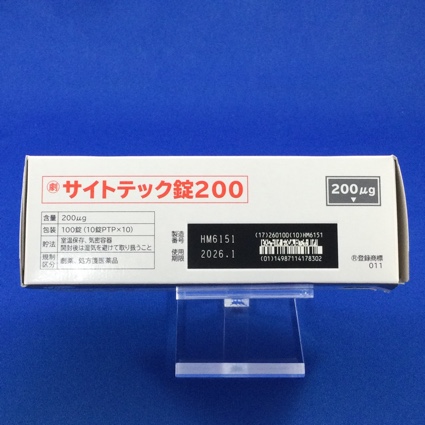 劇 サイトテック錠200
200μg
含量 200μg
包装 100錠(10錠PTP×10)
貯法 室温保存、気密容器
開封後は湿気を避けて取り扱うこと
規制区分 劇薬、処方箋医薬品
製造番号 HM6151
使用期限 2026.1
(17)260100(10)HM6151
(01)14987114178302
®登録商標
011